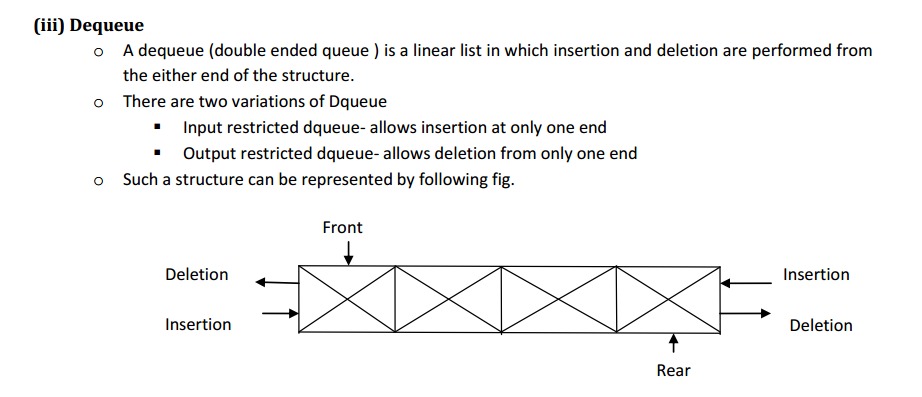 (iii) Dequeue
o A dequeue (double ended queue ) is a linear list in which insertion and deletion are performed from
the either end of the structure.
o There are two variations of Dqueue
▪ Input restricted dqueue- allows insertion at only one end
▪ Output restricted dqueue- allows deletion from only one end
o Such a structure can be represented by following fig.
Front
Deletion
Insertion
Insertion
Deletion
Rear